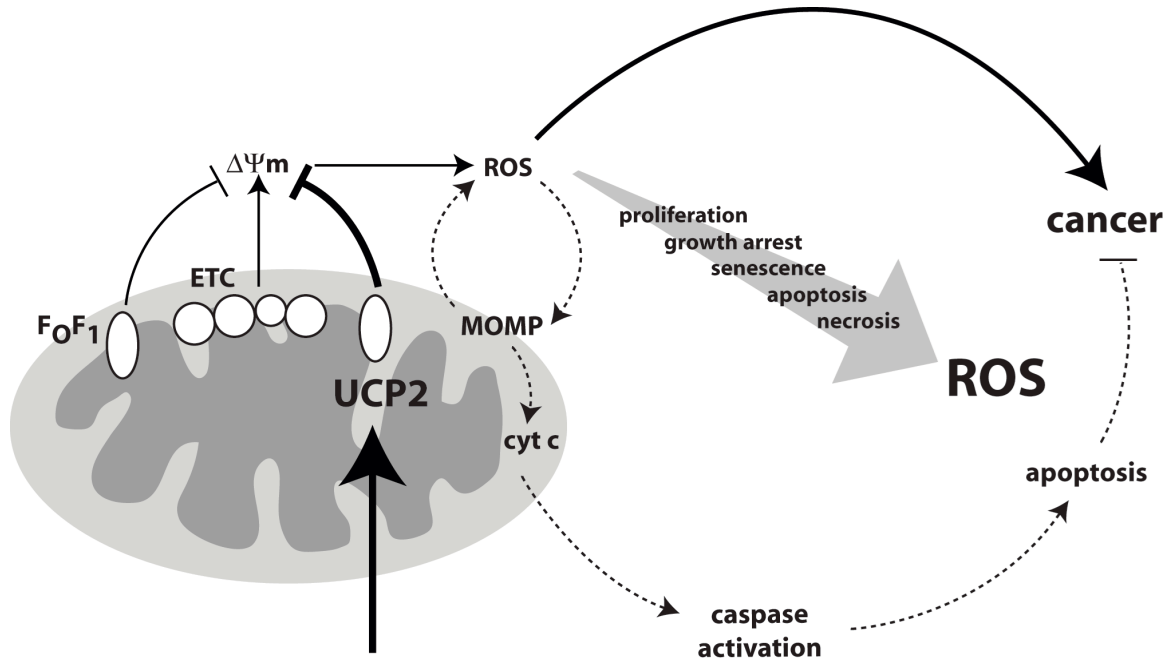 ΔΨm
ROS
cancer
proliferation
growth arrest
senescence
apoptosis
necrosis
ETC
FOF1
MOMP
UCP2
ROS
cyt c
apoptosis
caspase
activation